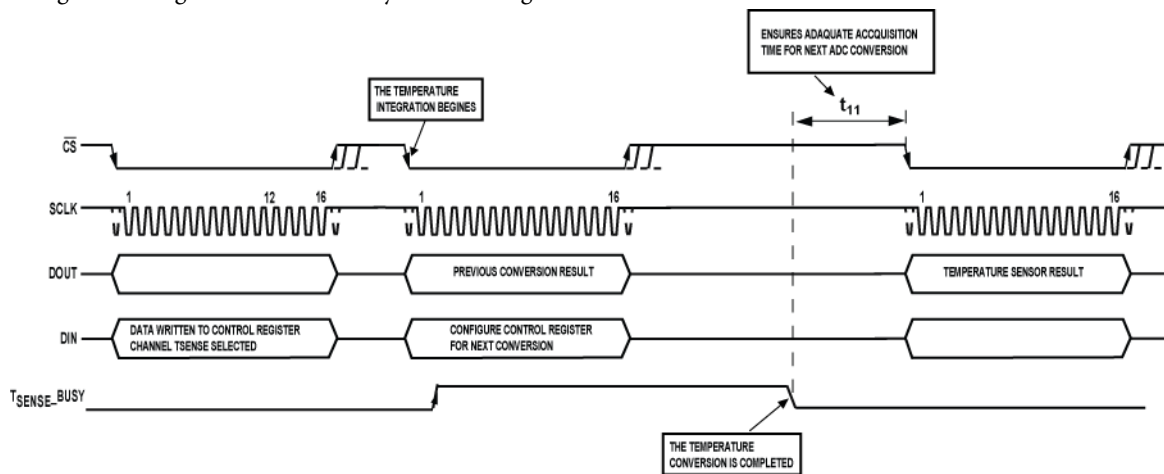 ENSURES ADAQUATE ACCQUISITION
TIME FOR NEXT ADC CONVERSION
THE TEMPERATURE
INTEGRATION BEGINES
t11
CS
1 12 16 1 16 1 16
SCLK
DOUT PREVIOUS CONVERSION RESULT TEMPERATURE SENSOR RESULT
DIN
DATA WRITTEN TO CONTROL REGISTER
CHANNEL TSENSE SELECTED
CONFIGURE CONTROL REGISTER
FOR NEXT CONVERSION
TSENSE_BUSY
THE TEMPERATURE
CONVERSION IS COMPLETED